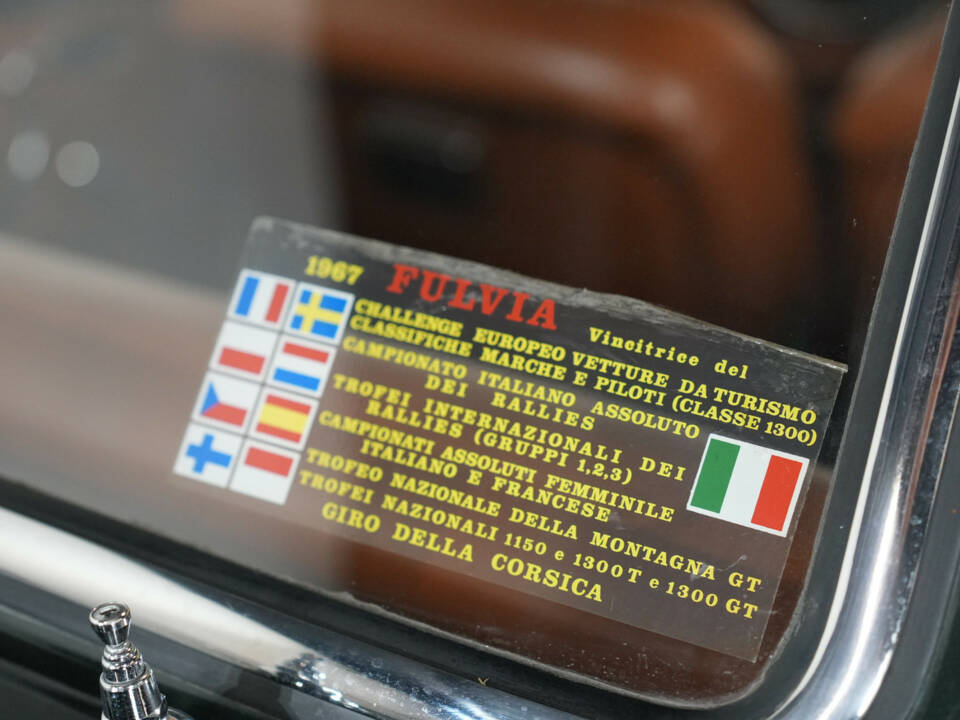 1967 FULVIA Vincitrice del
CHALLENGE EUROPEO VETTURE DA TURISMO
CLASSIFICHE MARCHE E PILOTI (CLASSE 1300)
CAMPIONATO ITALIANO ASSOLUTO
DEI RALLIES
TROFEI INTERNAZIONALI DEI
RALLIES (GRUPPI 1,2,3)
CAMPIONATI ASSOLUTI FEMMINILE
ITALIANO E FRANCESE
TROFEO NAZIONALE DELLA MONTAGNA GT
TROFEI NAZIONALI 1150 e 1300 T e 1300 GT
GIRO DELLA CORSICA